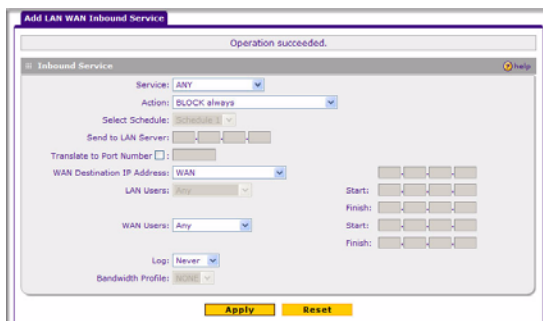 Add LAN WAN Inbound Service
Operation succeeded.
Inbound Service
help
Service: ANY
Action: BLOCK always
Select Schedule: Schedule 1
Send to LAN Server:
Translate to Port Number :
WAN Destination IP Address: WAN
LAN Users: Any
Start:
Finish:
WAN Users: Any
Start:
Finish:
Log: Never
Bandwidth Profile: NONE
Apply Reset